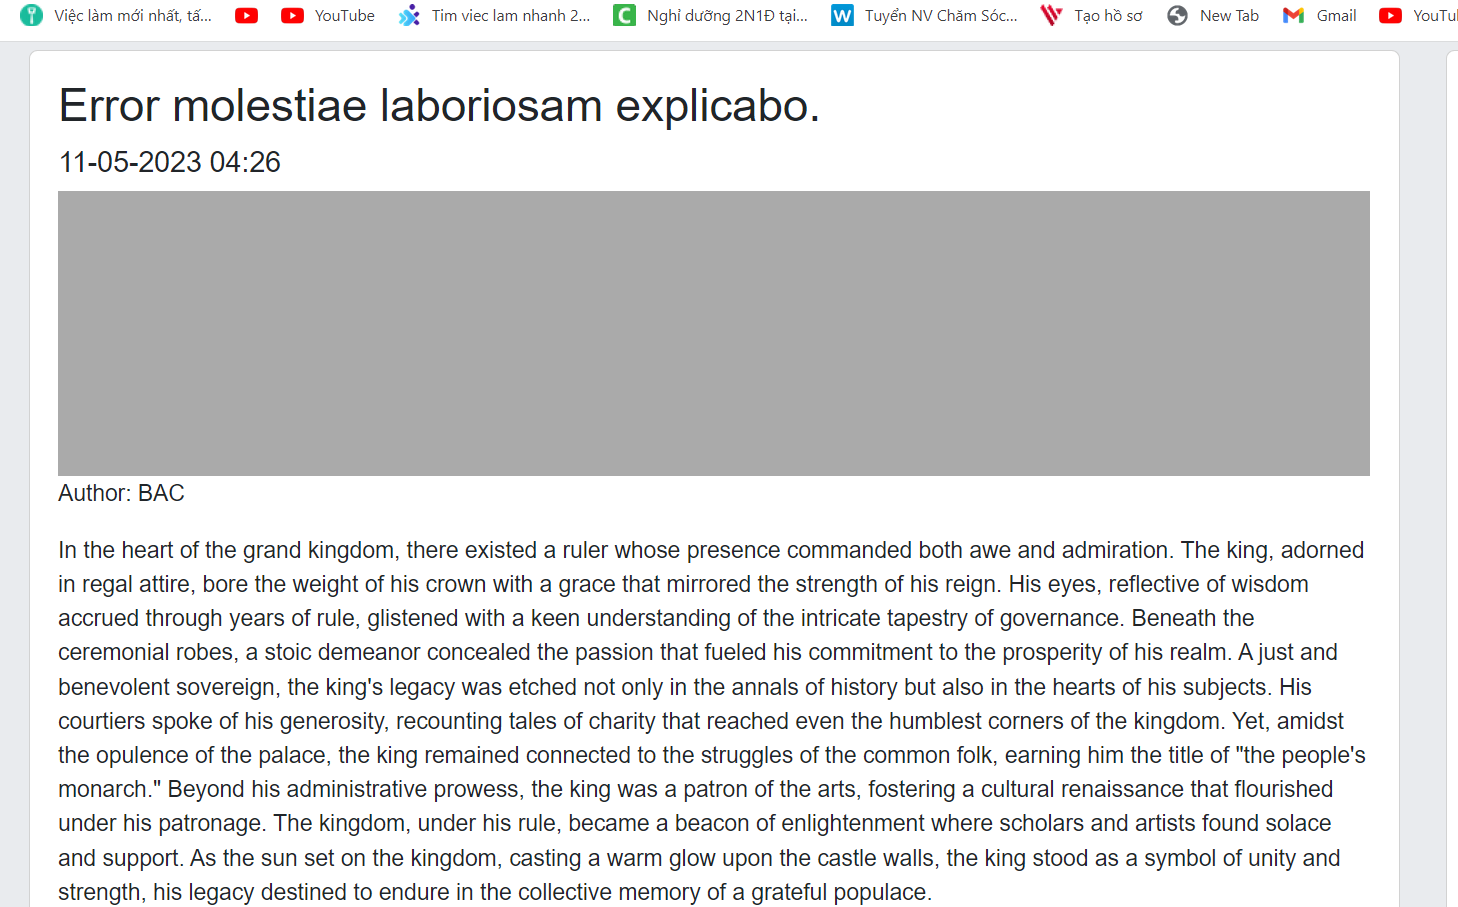 Việc làm mới nhất, tấ... YouTube Tim viec lam nhanh 2... Nghỉ dưỡng 2N1Đ tại... Tuyển NV Chăm Sóc... Tạo hồ sơ New Tab Gmail YouTu
Error molestiae laboriosam explicabo.
11-05-2023 04:26
Author: BAC
In the heart of the grand kingdom, there existed a ruler whose presence commanded both awe and admiration. The king, adorned
in regal attire, bore the weight of his crown with a grace that mirrored the strength of his reign. His eyes, reflective of wisdom
accrued through years of rule, glistened with a keen understanding of the intricate tapestry of governance. Beneath the
ceremonial robes, a stoic demeanor concealed the passion that fueled his commitment to the prosperity of his realm. A just and
benevolent sovereign, the king's legacy was etched not only in the annals of history but also in the hearts of his subjects. His
courtiers spoke of his generosity, recounting tales of charity that reached even the humblest corners of the kingdom. Yet, amidst
the opulence of the palace, the king remained connected to the struggles of the common folk, earning him the title of "the people's
monarch." Beyond his administrative prowess, the king was a patron of the arts, fostering a cultural renaissance that flourished
under his patronage. The kingdom, under his rule, became a beacon of enlightenment where scholars and artists found solace
and support. As the sun set on the kingdom, casting a warm glow upon the castle walls, the king stood as a symbol of unity and
strength, his legacy destined to endure in the collective memory of a grateful populace.